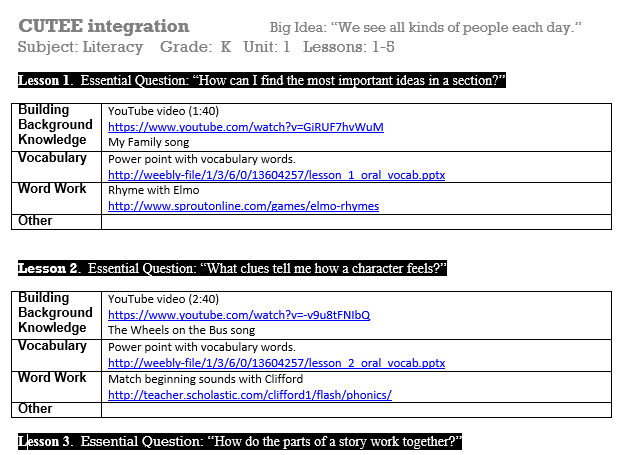 CUTEE integration Big Idea: “We see all kinds of people each day.”
Subject: Literacy Grade: K Unit: 1 Lessons: 1-5
Lesson 1. Essential Question: “How can I find the most important ideas in a section?”
Building Background Knowledge
YouTube video (1:40)
https://www.youtube.com/watch?v=GiRUF7hvWuM
My Family song
Vocabulary
Power point with vocabulary words.
http://weebly-file/1/3/6/0/13604257/lesson_1_oral_vocab.pptx
Word Work
Rhyme with Elmo
http://www.sproutonline.com/games/elmo-rhymes
Other
Lesson 2. Essential Question: “What clues tell me how a character feels?”
Building Background Knowledge
YouTube video (2:40)
https://www.youtube.com/watch?v=-v9u8tFNIbQ
The Wheels on the Bus song
Vocabulary
Power point with vocabulary words.
http://weebly-file/1/3/6/0/13604257/lesson_2_oral_vocab.pptx
Word Work
Match beginning sounds with Clifford
http://teacher.scholastic.com/clifford1/flash/phonics/
Other
Lesson 3. Essential Question: “How do the parts of a story work together?”